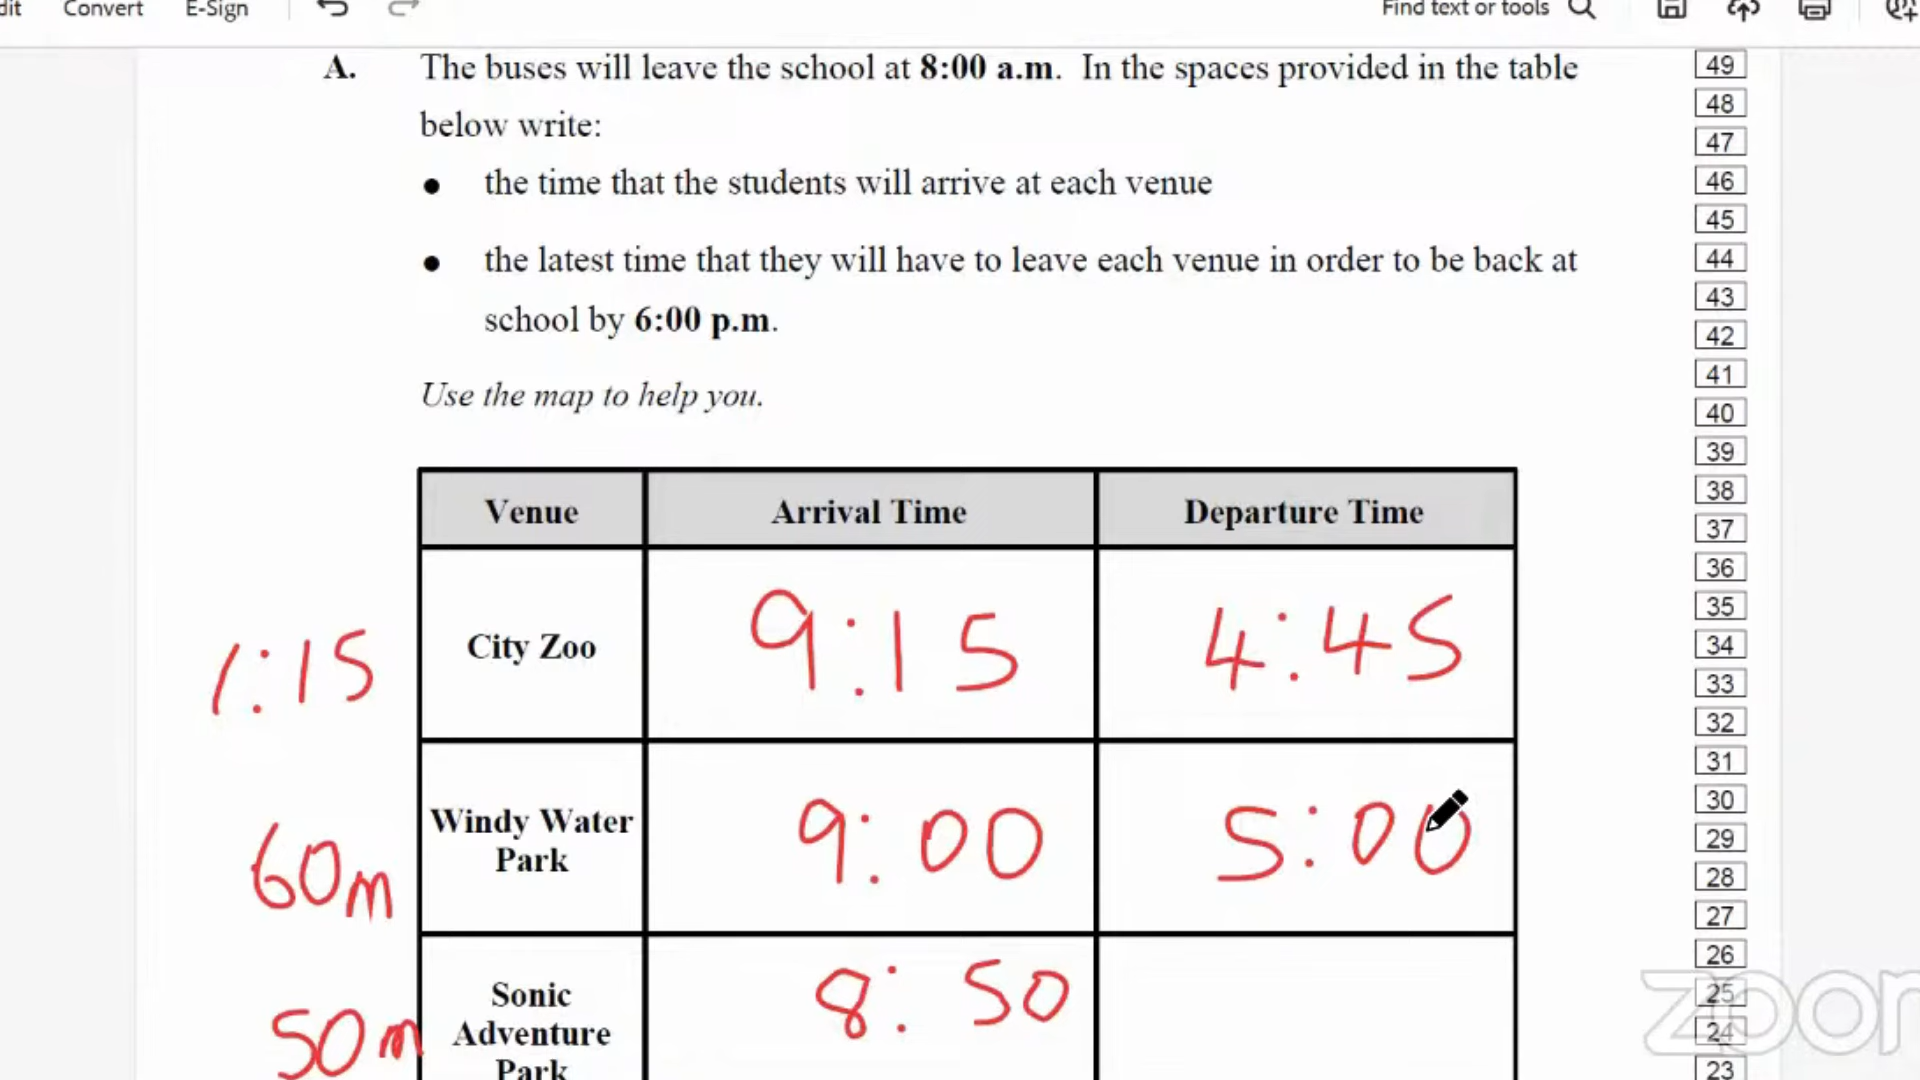 Convert E-Sign Find text or tools
A. The buses will leave the school at 8:00 a.m. In the spaces provided in the table
below write:
● the time that the students will arrive at each venue
● the latest time that they will have to leave each venue in order to be back at
school by 6:00 p.m.
Use the map to help you.
Venue Arrival Time Departure Time
1:15 City Zoo 9:15 4:45
60m Windy Water
Park 9:00 5:00
50m Sonic
Adventure
Park 8:50
49
48
47
46
45
44
43
42
41
40
39
38
37
36
35
34
33
32
31
30
29
28
27
26
25
24
23
zoom